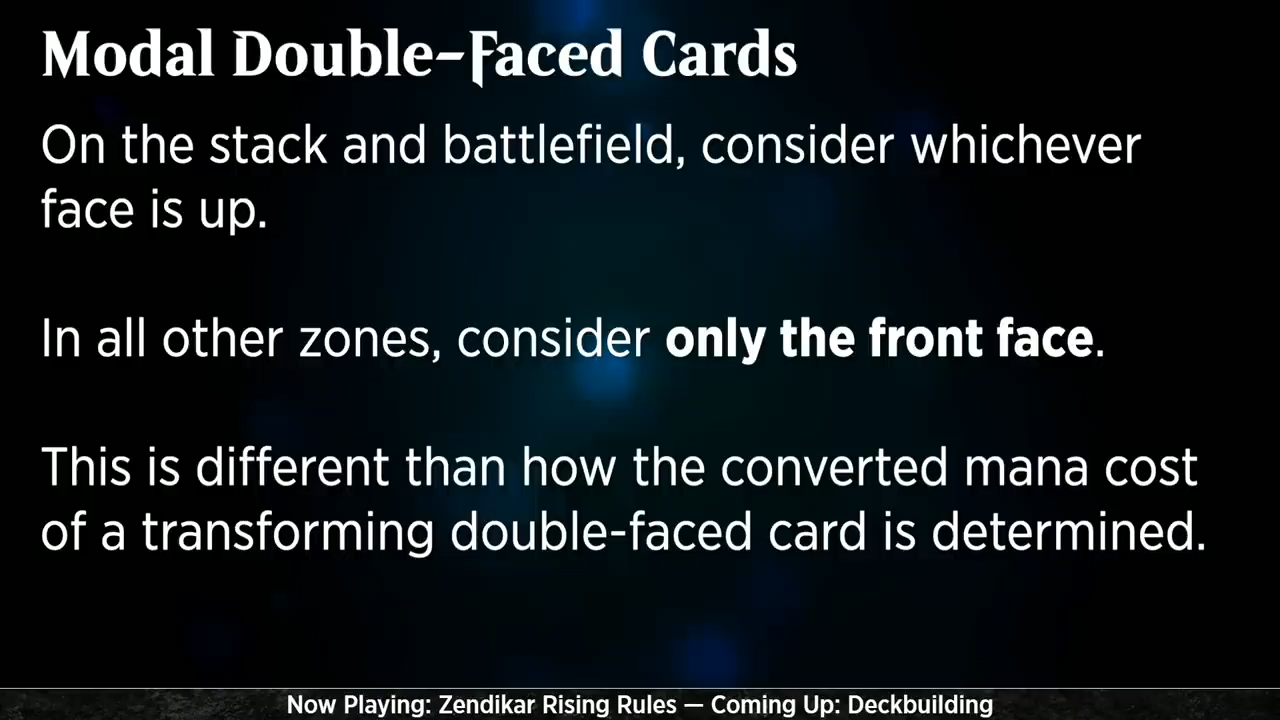 Modal Double-Faced Cards
On the stack and battlefield, consider whichever
face is up.
In all other zones, consider only the front face.
This is different than how the converted mana cost
of a transforming double-faced card is determined.
Now Playing: Zendikar Rising Rules — Coming Up: Deckbuilding